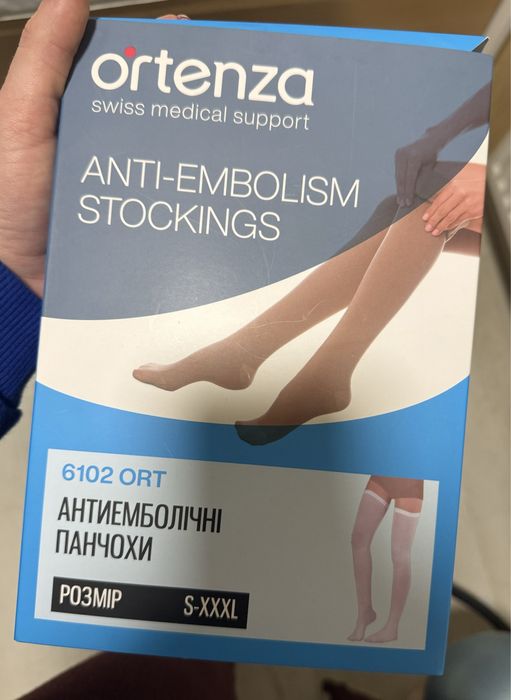 ortenza
swiss medical support
ANTI-EMBOLISM
STOCKINGS
6102 ORT
АНТИЕМБОЛІЧНІ
ПАНЧОХИ
РОЗМІР S-XXXL